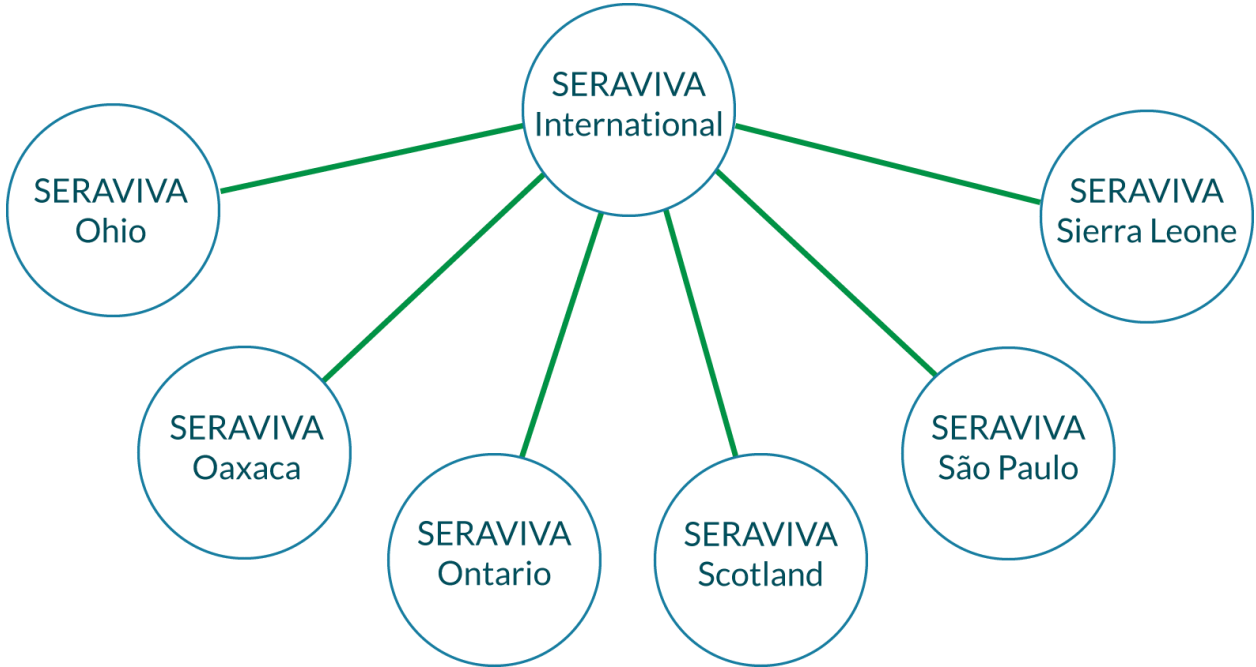 SERAVIVA
International
SERAVIVA
Ohio
SERAVIVA
Sierra Leone
SERAVIVA
Oaxaca
SERAVIVA
São Paulo
SERAVIVA
Ontario
SERAVIVA
Scotland